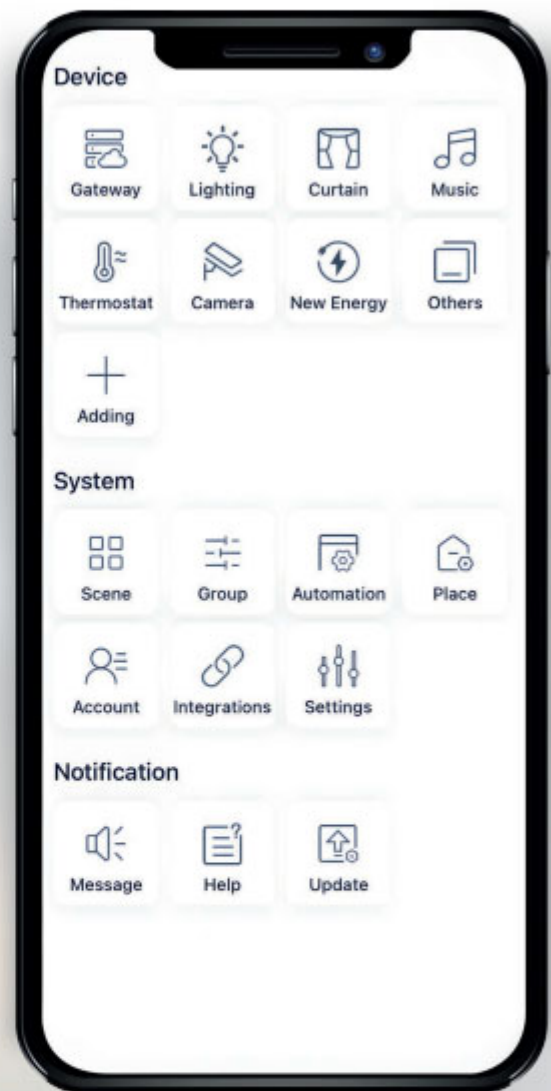 Device
Gateway Lighting Curtain Music
Thermostat Camera New Energy Others
Adding
System
Scene Group Automation Place
Account Integrations Settings
Notification
Message Help Update